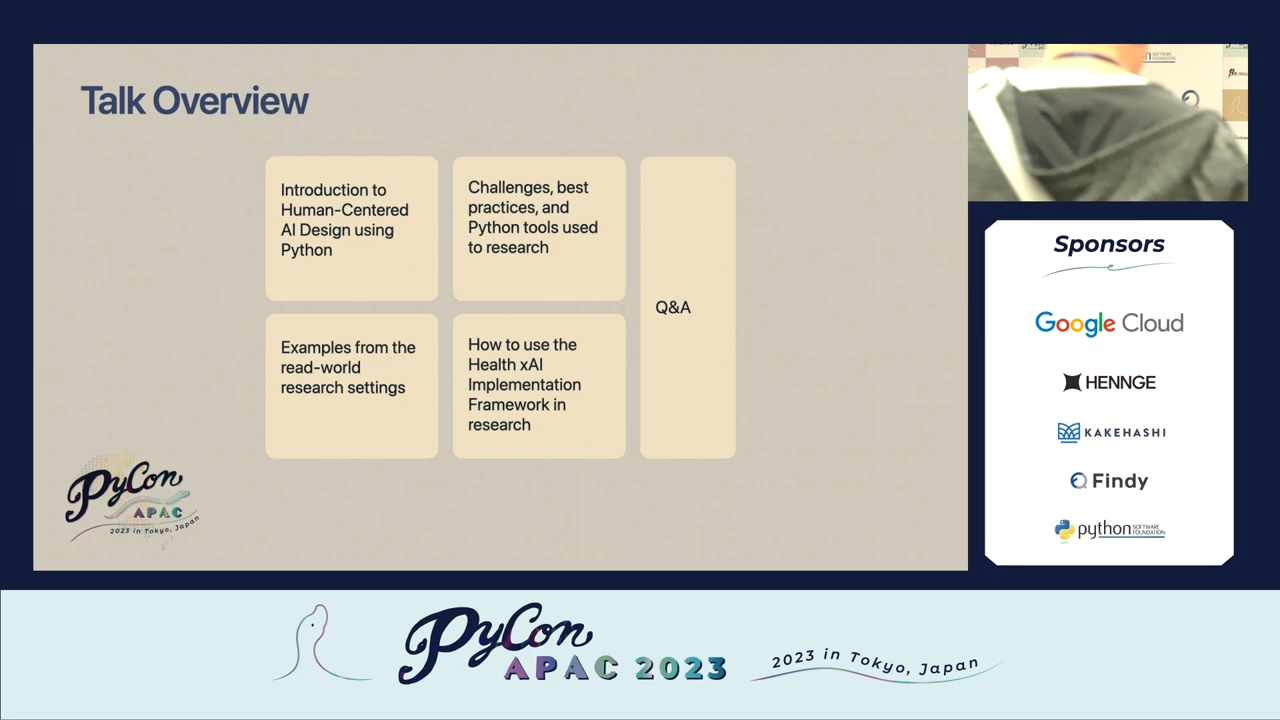 Talk Overview
Introduction to
Human-Centered
AI Design using
Python
Challenges, best
practices, and
Python tools used
to research
Q&A
Examples from the
read-world
research settings
How to use the
Health xAI
Implementation
Framework in
research
PyCon
APAC
2023 in Tokyo, Japan
Sponsors
Google Cloud
HENNGE
KAKEHASHI
Findy
python SOFTWARE
FOUNDATION
PyCon
APAC 2023
2023 in Tokyo, Japan